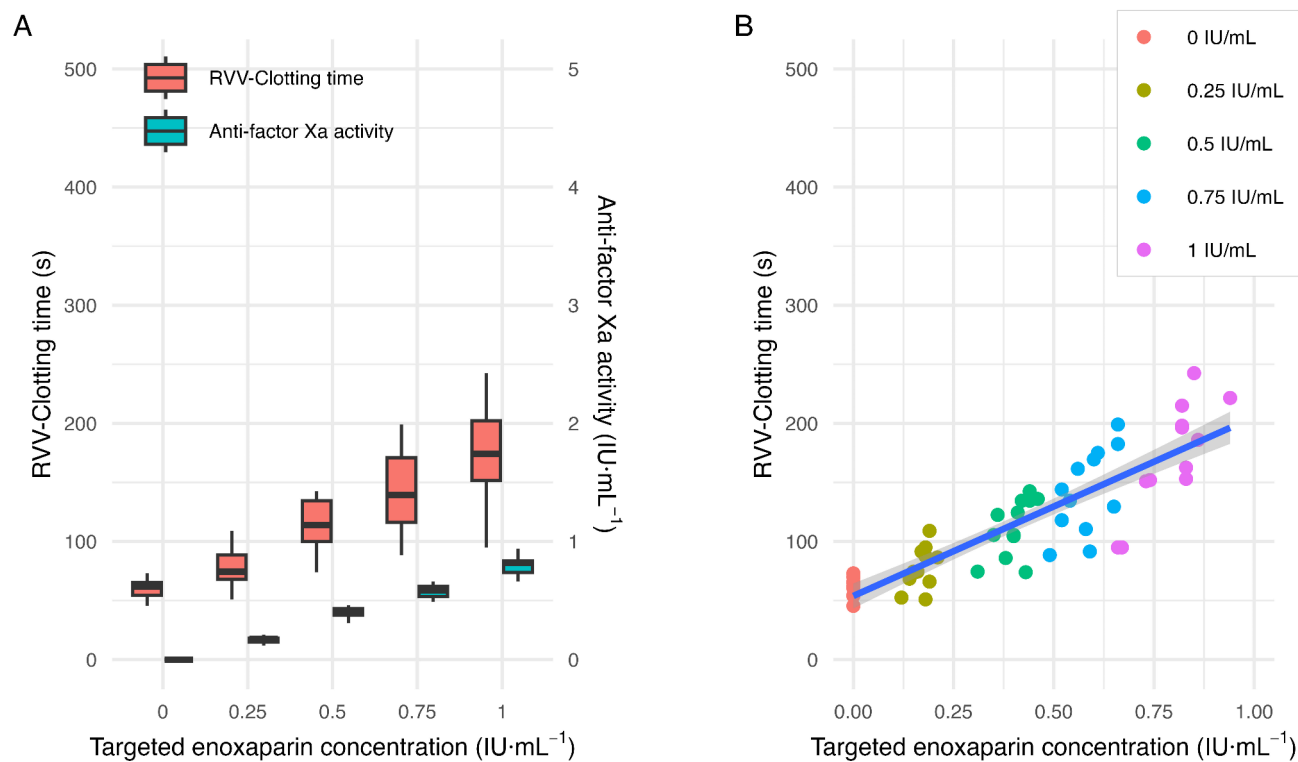 A
RVV-Clotting time (s)
500
400
300
200
100
0
RVV-Clotting time
Anti-factor Xa activity
5
4
3
2
1
0
Anti-factor Xa activity (IU·mL⁻¹)
0
0.25
0.5
0.75
1
Targeted enoxaparin concentration (IU·mL⁻¹)
B
RVV-Clotting time (s)
500
400
300
200
100
0
0 IU/mL
0.25 IU/mL
0.5 IU/mL
0.75 IU/mL
1 IU/mL
0.00
0.25
0.50
0.75
1.00
Targeted enoxaparin concentration (IU·mL⁻¹)